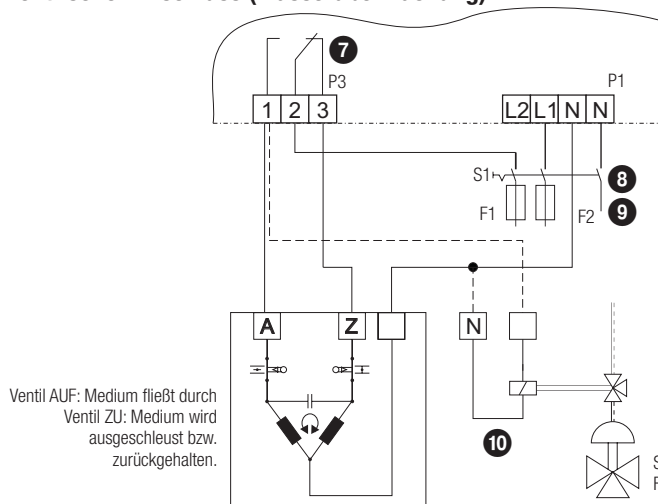 7
P3
P1
1 2 3
L2 L1 N N
S1
8
F1
F2
9
A Z
N
Ventil AUF: Medium fließt durch
Ventil ZU: Medium wird
ausgeschleust bzw.
zurückgehalten.
10